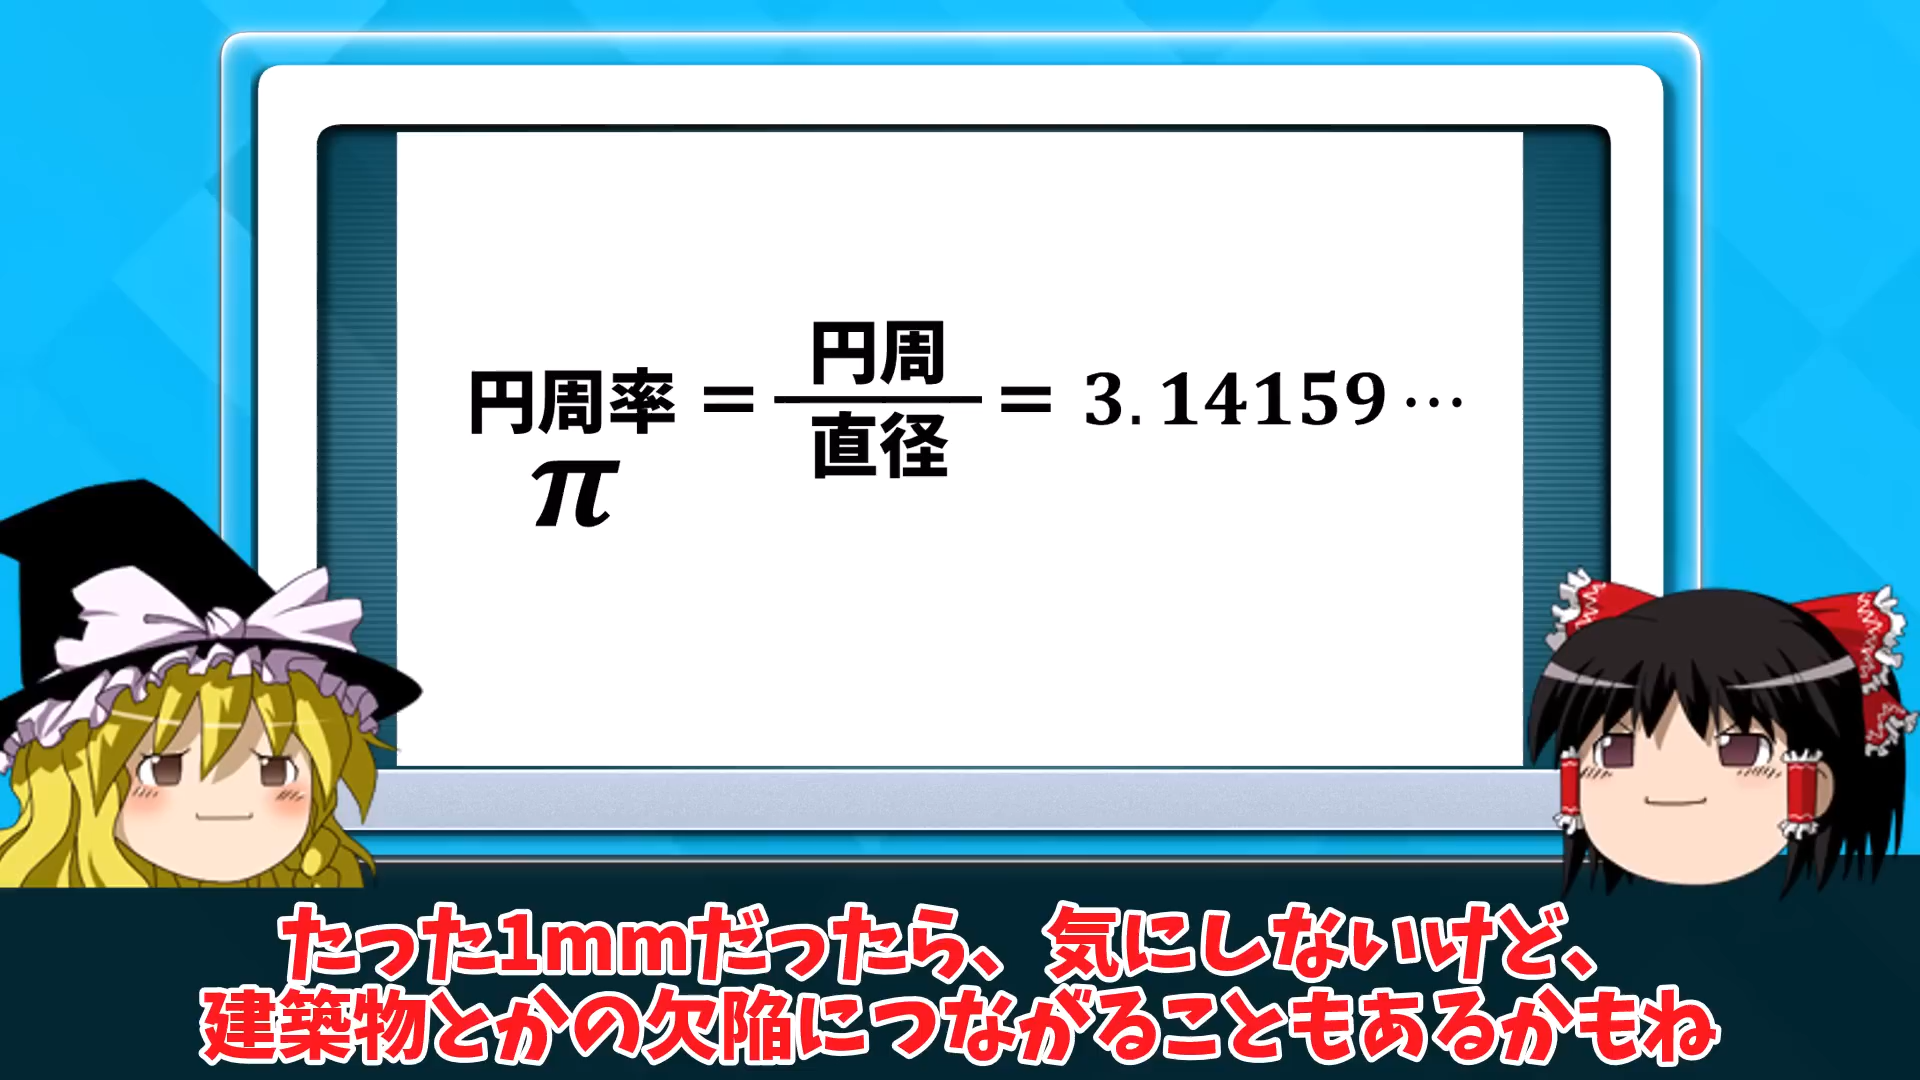 円周率 = 円周/直径 = 3.14159…
π
たった1mmだったら、気にしないけど、
建築物とかの欠陥につながることもあるかもね